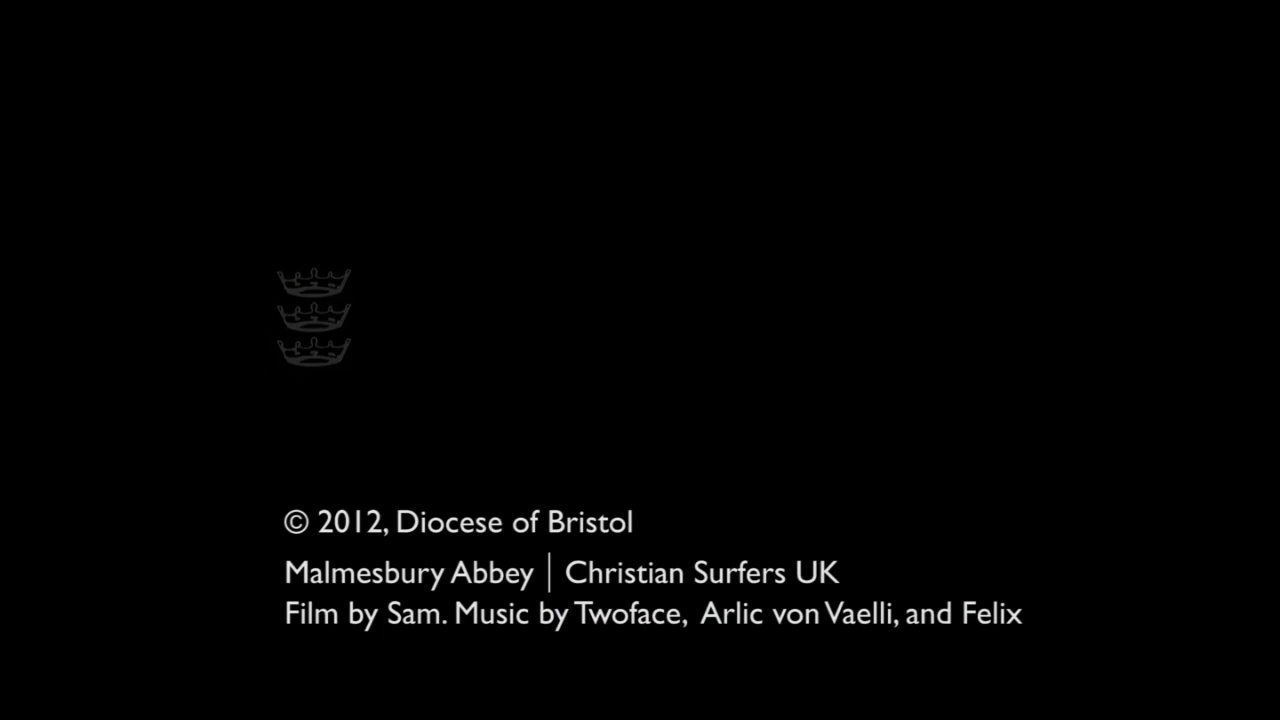 © 2012, Diocese of Bristol
Malmesbury Abbey | Christian Surfers UK
Film by Sam. Music by Twoface, Arlic von Vaelli, and Felix